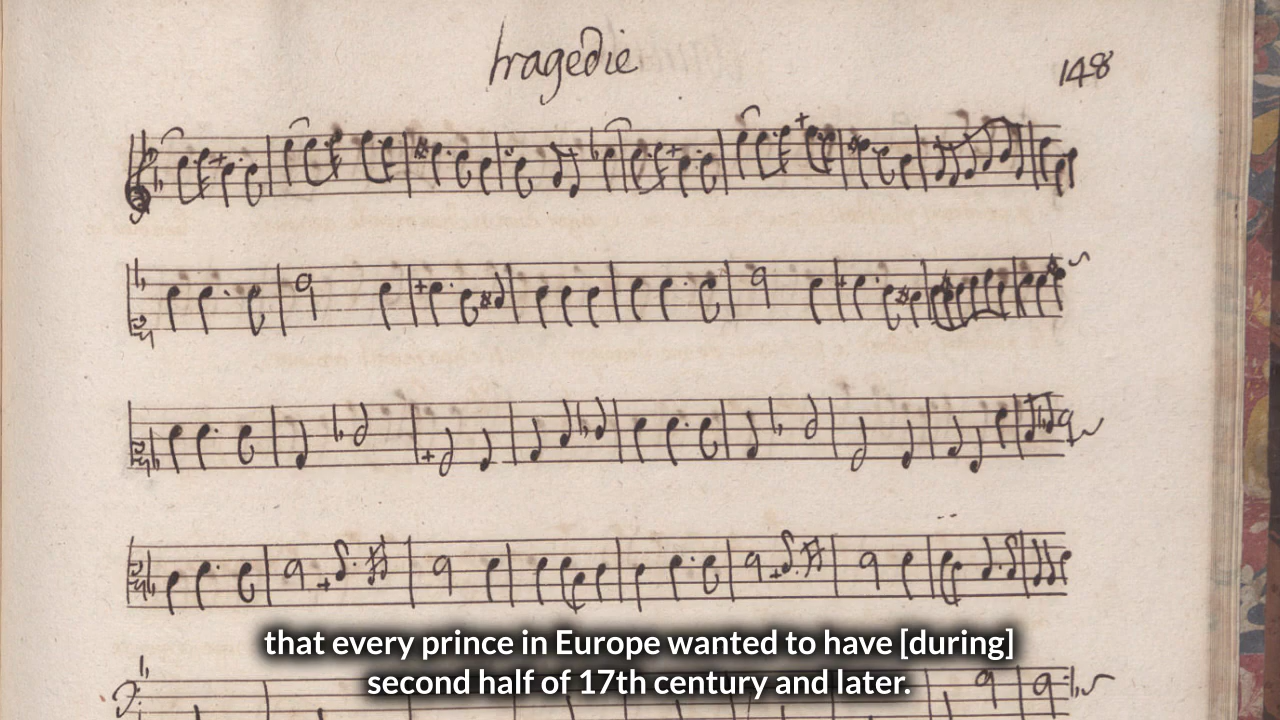 tragedie
148
that every prince in Europe wanted to have [during]
second half of 17th century and later.